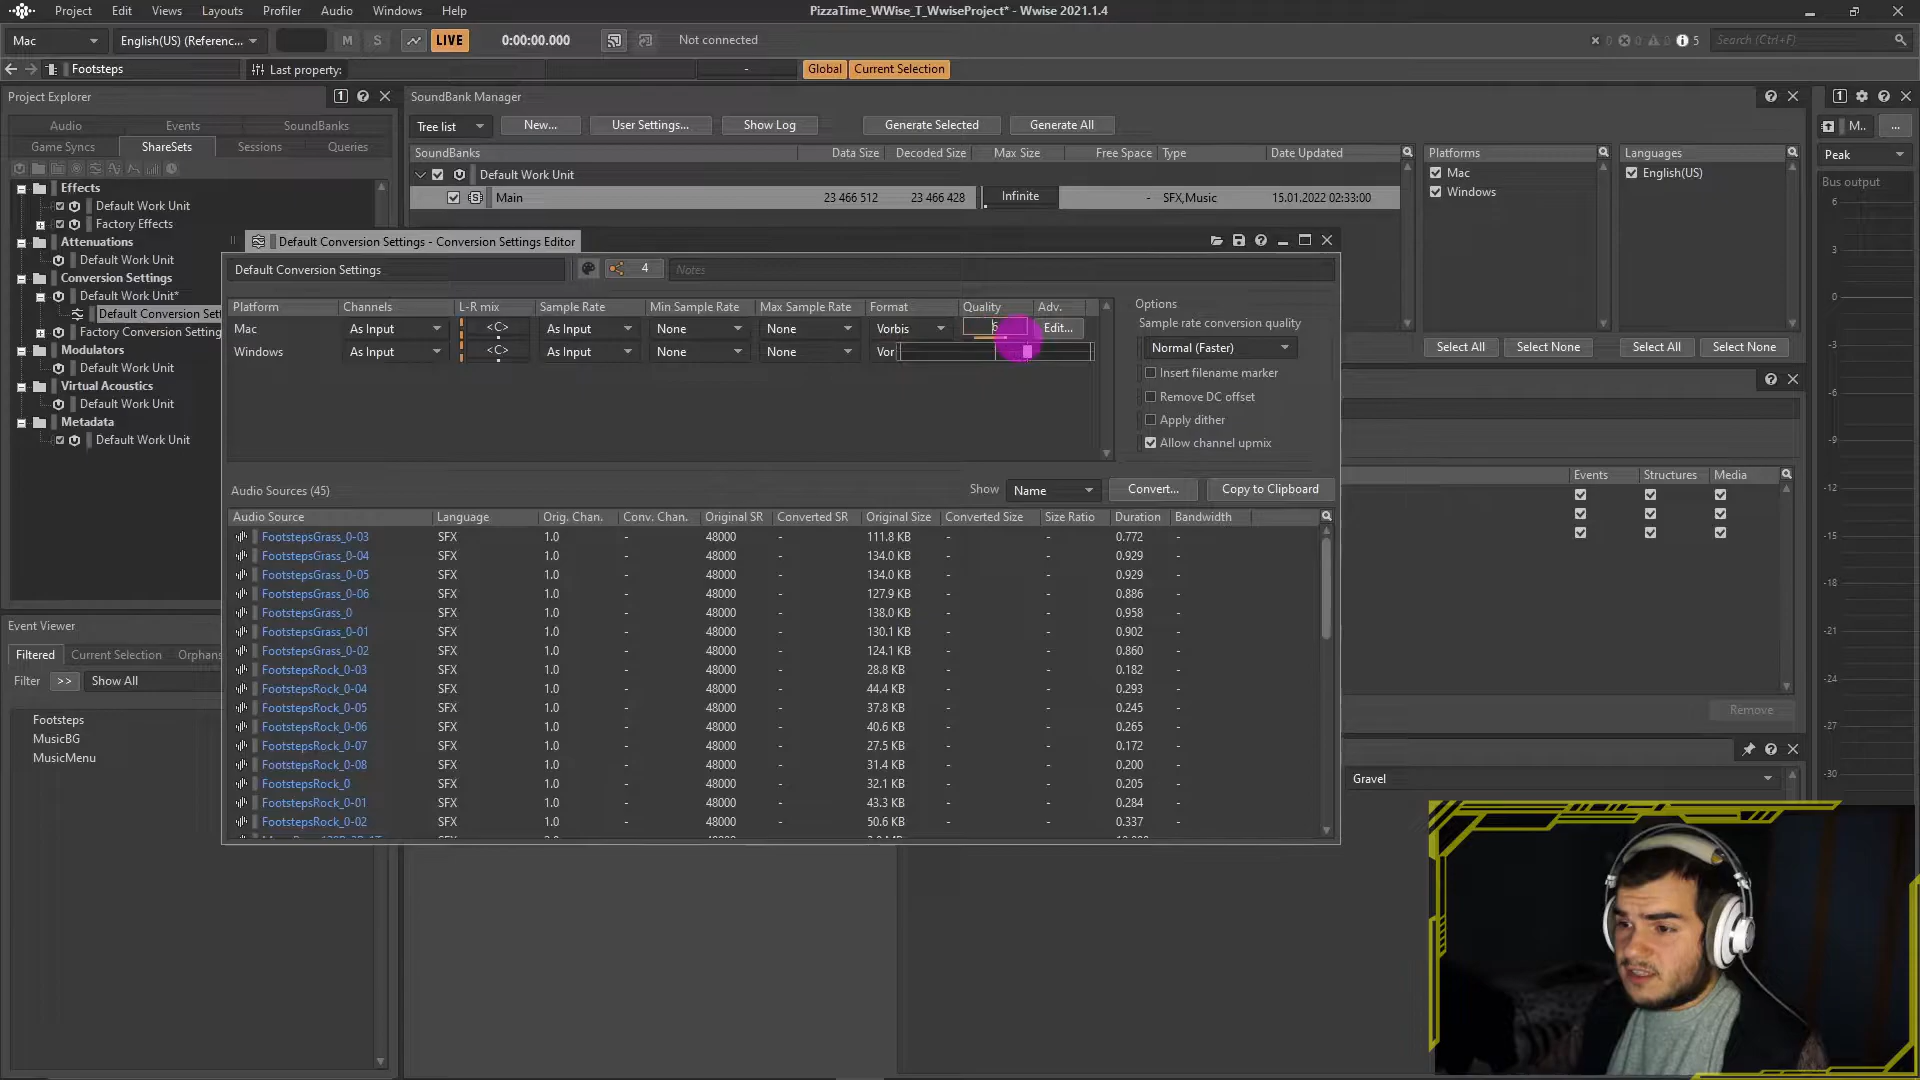 Project Edit Views Layouts Profiler Audio Windows Help PizzaTime_WWise_T_WwiseProject* - Wwise 2021.1.4
Mac English(US) (Referenc... M S LIVE 0:00:00.000 Not connected 0 0 0 5 Search (Ctrl+F)
Footsteps Last property: - Global Current Selection
Project Explorer 1 SoundBank Manager 1
Audio Events SoundBanks Tree list New... User Settings... Show Log Generate Selected Generate All M.. ...
Game Syncs ShareSets Sessions Queries SoundBanks Data Size Decoded Size Max Size Free Space Type Date Updated Platforms Languages Peak
Default Work Unit Mac English(US) Bus output
Effects Main 23 466 512 23 466 428 Infinite - SFX,Music 15.01.2022 02:33:00 Windows
Default Work Unit
Factory Effects
Attenuations
Default Work Unit
Conversion Settings
Default Work Unit*
Default Conversion Sett
Factory Conversion Setting
Modulators
Default Work Unit
Virtual Acoustics
Default Work Unit
Metadata
Default Work Unit
Select All Select None Select All Select None
Default Conversion Settings - Conversion Settings Editor
Default Conversion Settings 4 Notes
Platform Channels L-R mix Sample Rate Min Sample Rate Max Sample Rate Format Quality Adv. Options
Mac As Input <C> As Input None None Vorbis Edit... Sample rate conversion quality
Windows As Input <C> As Input None None Vor Normal (Faster)
Insert filename marker
Remove DC offset
Apply dither
Allow channel upmix
Audio Sources (45) Show Name Convert... Copy to Clipboard
Audio Source Language Orig. Chan. Conv. Chan. Original SR Converted SR Original Size Converted Size Size Ratio Duration Bandwidth
FootstepsGrass_0-03 SFX 1.0 - 48000 - 111.8 KB - - 0.772 -
FootstepsGrass_0-04 SFX 1.0 - 48000 - 134.0 KB - - 0.929 -
FootstepsGrass_0-05 SFX 1.0 - 48000 - 134.0 KB - - 0.929 -
FootstepsGrass_0-06 SFX 1.0 - 48000 - 127.9 KB - - 0.886 -
FootstepsGrass_0 SFX 1.0 - 48000 - 138.0 KB - - 0.958 -
FootstepsGrass_0-01 SFX 1.0 - 48000 - 130.1 KB - - 0.902 -
FootstepsGrass_0-02 SFX 1.0 - 48000 - 124.1 KB - - 0.860 -
FootstepsRock_0-03 SFX 1.0 - 48000 - 28.8 KB - - 0.182 -
FootstepsRock_0-04 SFX 1.0 - 48000 - 44.4 KB - - 0.293 -
FootstepsRock_0-05 SFX 1.0 - 48000 - 37.8 KB - - 0.245 -
FootstepsRock_0-06 SFX 1.0 - 48000 - 40.6 KB - - 0.265 -
FootstepsRock_0-07 SFX 1.0 - 48000 - 27.5 KB - - 0.172 -
FootstepsRock_0-08 SFX 1.0 - 48000 - 31.4 KB - - 0.200 -
FootstepsRock_0 SFX 1.0 - 48000 - 32.1 KB - - 0.205 -
FootstepsRock_0-01 SFX 1.0 - 48000 - 43.3 KB - - 0.284 -
FootstepsRock_0-02 SFX 1.0 - 48000 - 50.6 KB - - 0.337 -
Event Viewer
Filtered Current Selection Orphans
Filter >> Show All
Footsteps
MusicBG
MusicMenu
Events Structures Media
Remove
Gravel
6
3
0
-3
-6
-9
-12
-15
-18
-21
-24
-27
-30